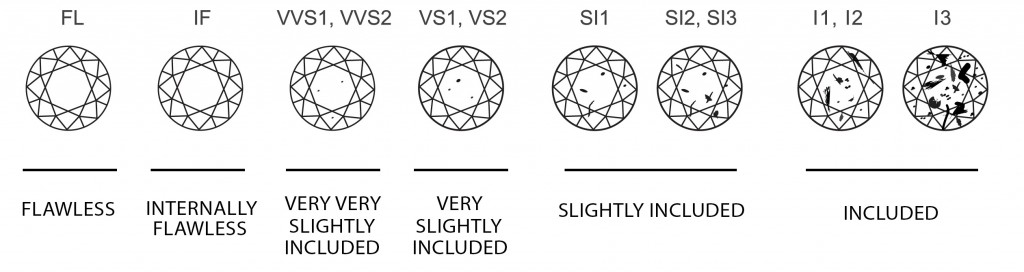 FL IF VVS1, VVS2 VS1, VS2 SI1 SI2, SI3 I1, I2 I3
FLAWLESS
INTERNALLY
FLAWLESS
VERY VERY
SLIGHTLY
INCLUDED
VERY
SLIGHTLY
INCLUDED
SLIGHTLY INCLUDED
INCLUDED